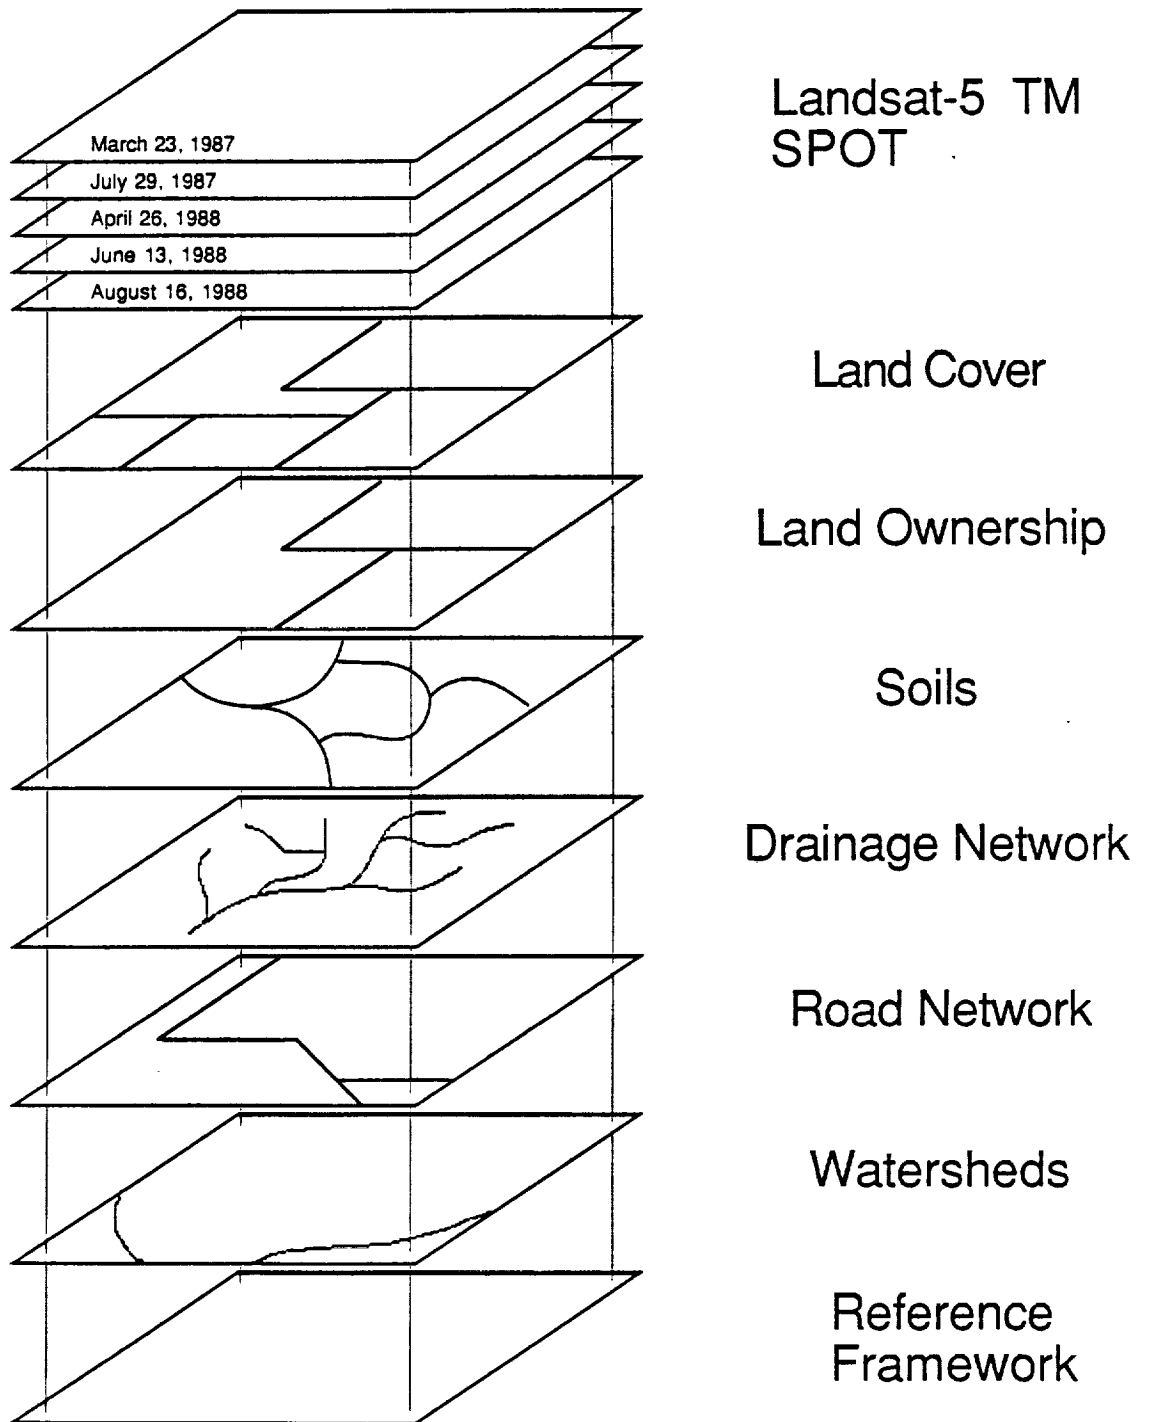 Landsat-5 TM
SPOT
March 23, 1987
July 29, 1987
April 26, 1988
June 13, 1988
August 16, 1988
Land Cover
Land Ownership
Soils
Drainage Network
Road Network
Watersheds
Reference
Framework